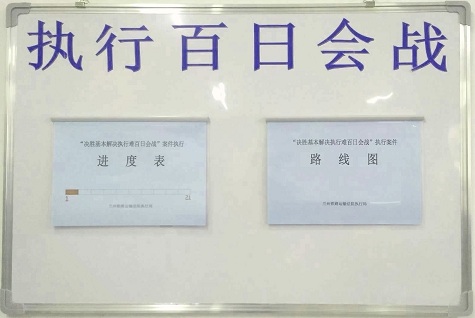 执行百日会战
“决胜基本解决执行难百日会战”案件执行
进度表
1 21
“决胜基本解决执行难百日会战”执行案件
路线图